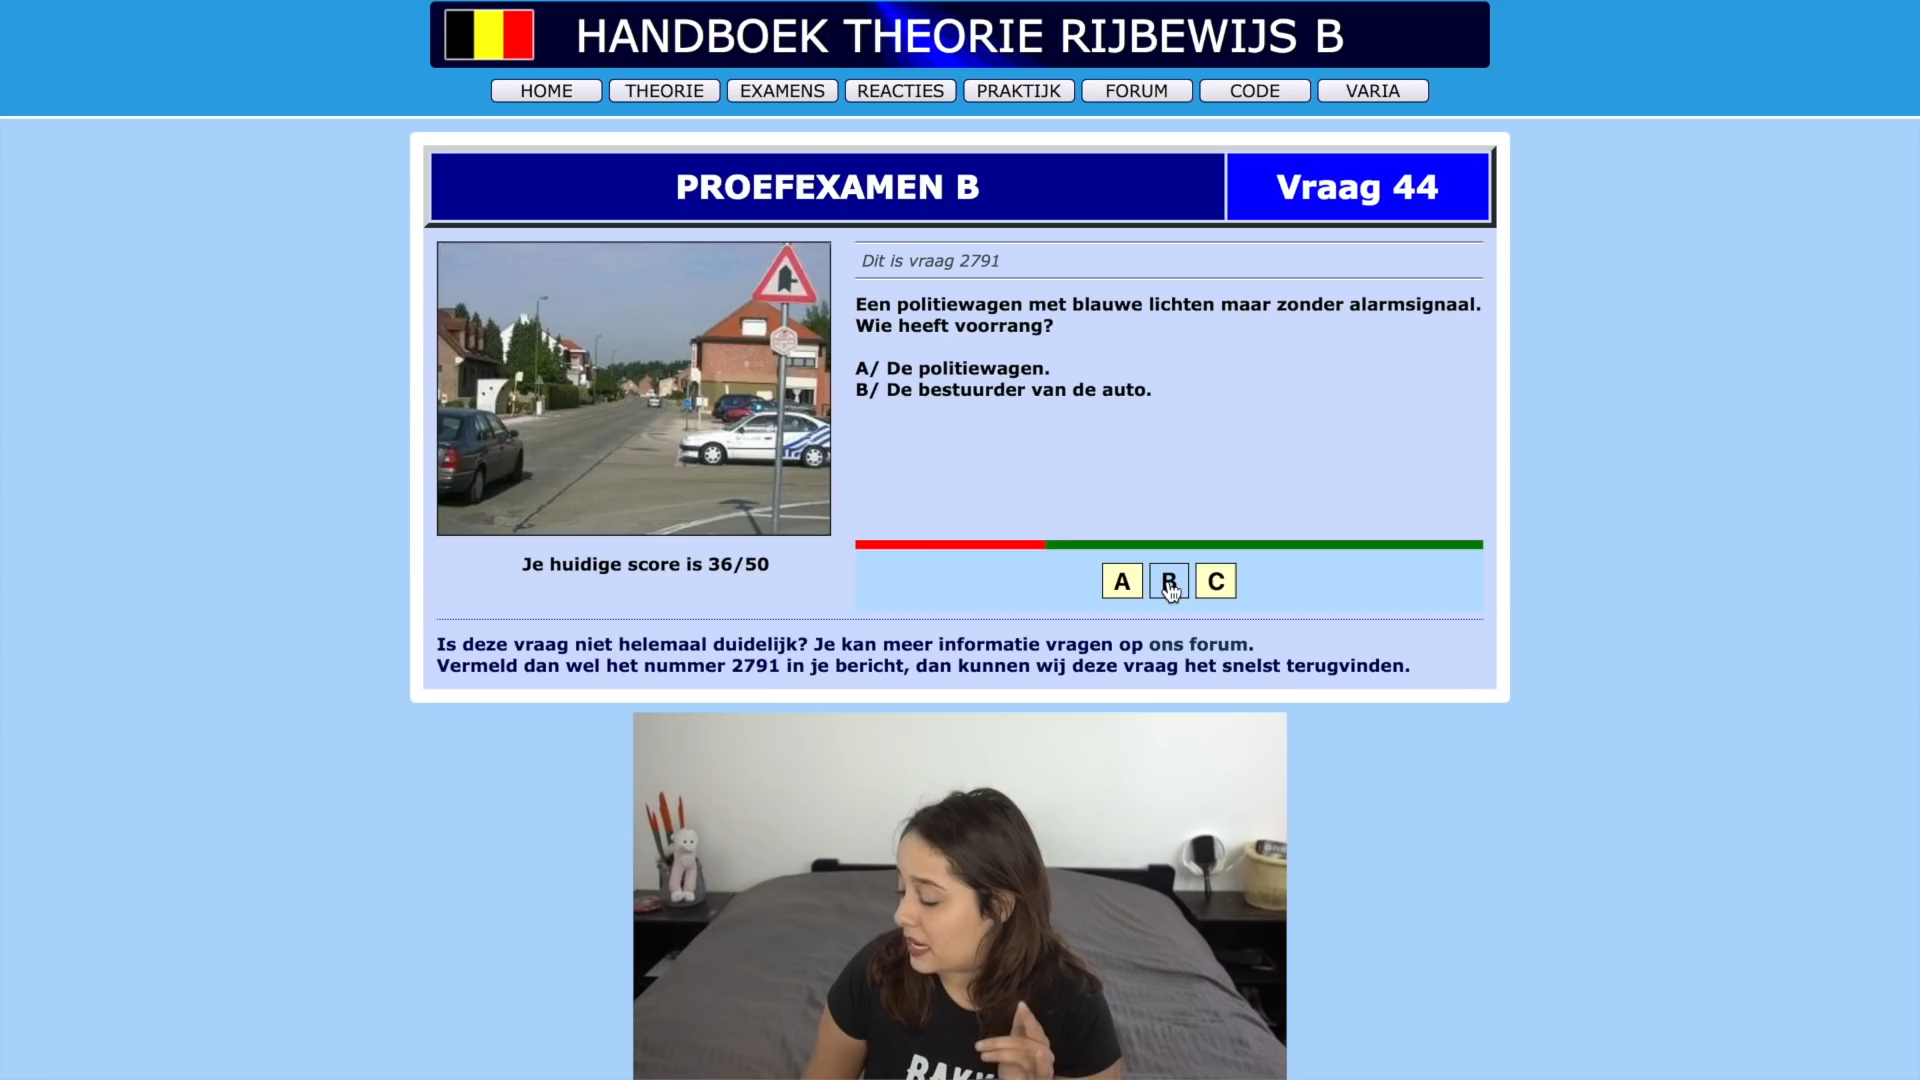 HANDBOEK THEORIE RIJBEWIJS B
HOME THEORIE EXAMENS REACTIES PRAKTIJK FORUM CODE VARIA
PROEFEXAMEN B
Vraag 44
Dit is vraag 2791
Een politiewagen met blauwe lichten maar zonder alarmsignaal.
Wie heeft voorrang?
A/ De politiewagen.
B/ De bestuurder van de auto.
Je huidige score is 36/50
A B C
Is deze vraag niet helemaal duidelijk? Je kan meer informatie vragen op ons forum.
Vermeld dan wel het nummer 2791 in je bericht, dan kunnen wij deze vraag het snelst terugvinden.